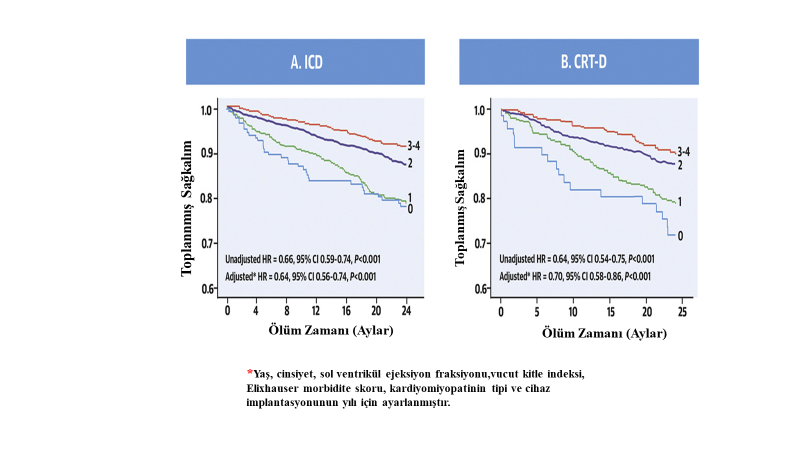 A. ICD
Toplannmış Sağkalım
1.0
0.9
0.8
0.7
0.6
3-4
2
1
0
Unadjusted HR = 0.66, 95% CI 0.59-0.74, P<0.001
Adjusted* HR = 0.64, 95% CI 0.56-0.74, P<0.001
0 4 8 12 16 20 24
Ölüm Zamanı (Aylar)
B. CRT-D
Toplanmış Sağkalım
1.0
0.9
0.8
0.7
0.6
3-4
2
1
0
Unadjusted HR = 0.64, 95% CI 0.54-0.75, P<0.001
Adjusted* HR = 0.70, 95% CI 0.58-0.86, P<0.001
0 5 10 15 20 25
Ölüm Zamanı (Aylar)
*Yaş, cinsiyet, sol ventrikül ejeksiyon fraksiyonu,vucut kitle indeksi,
Elixhauser morbidite skoru, kardiyomiyopatinin tipi ve cihaz
implantasyonunun yılı için ayarlanmıştır.